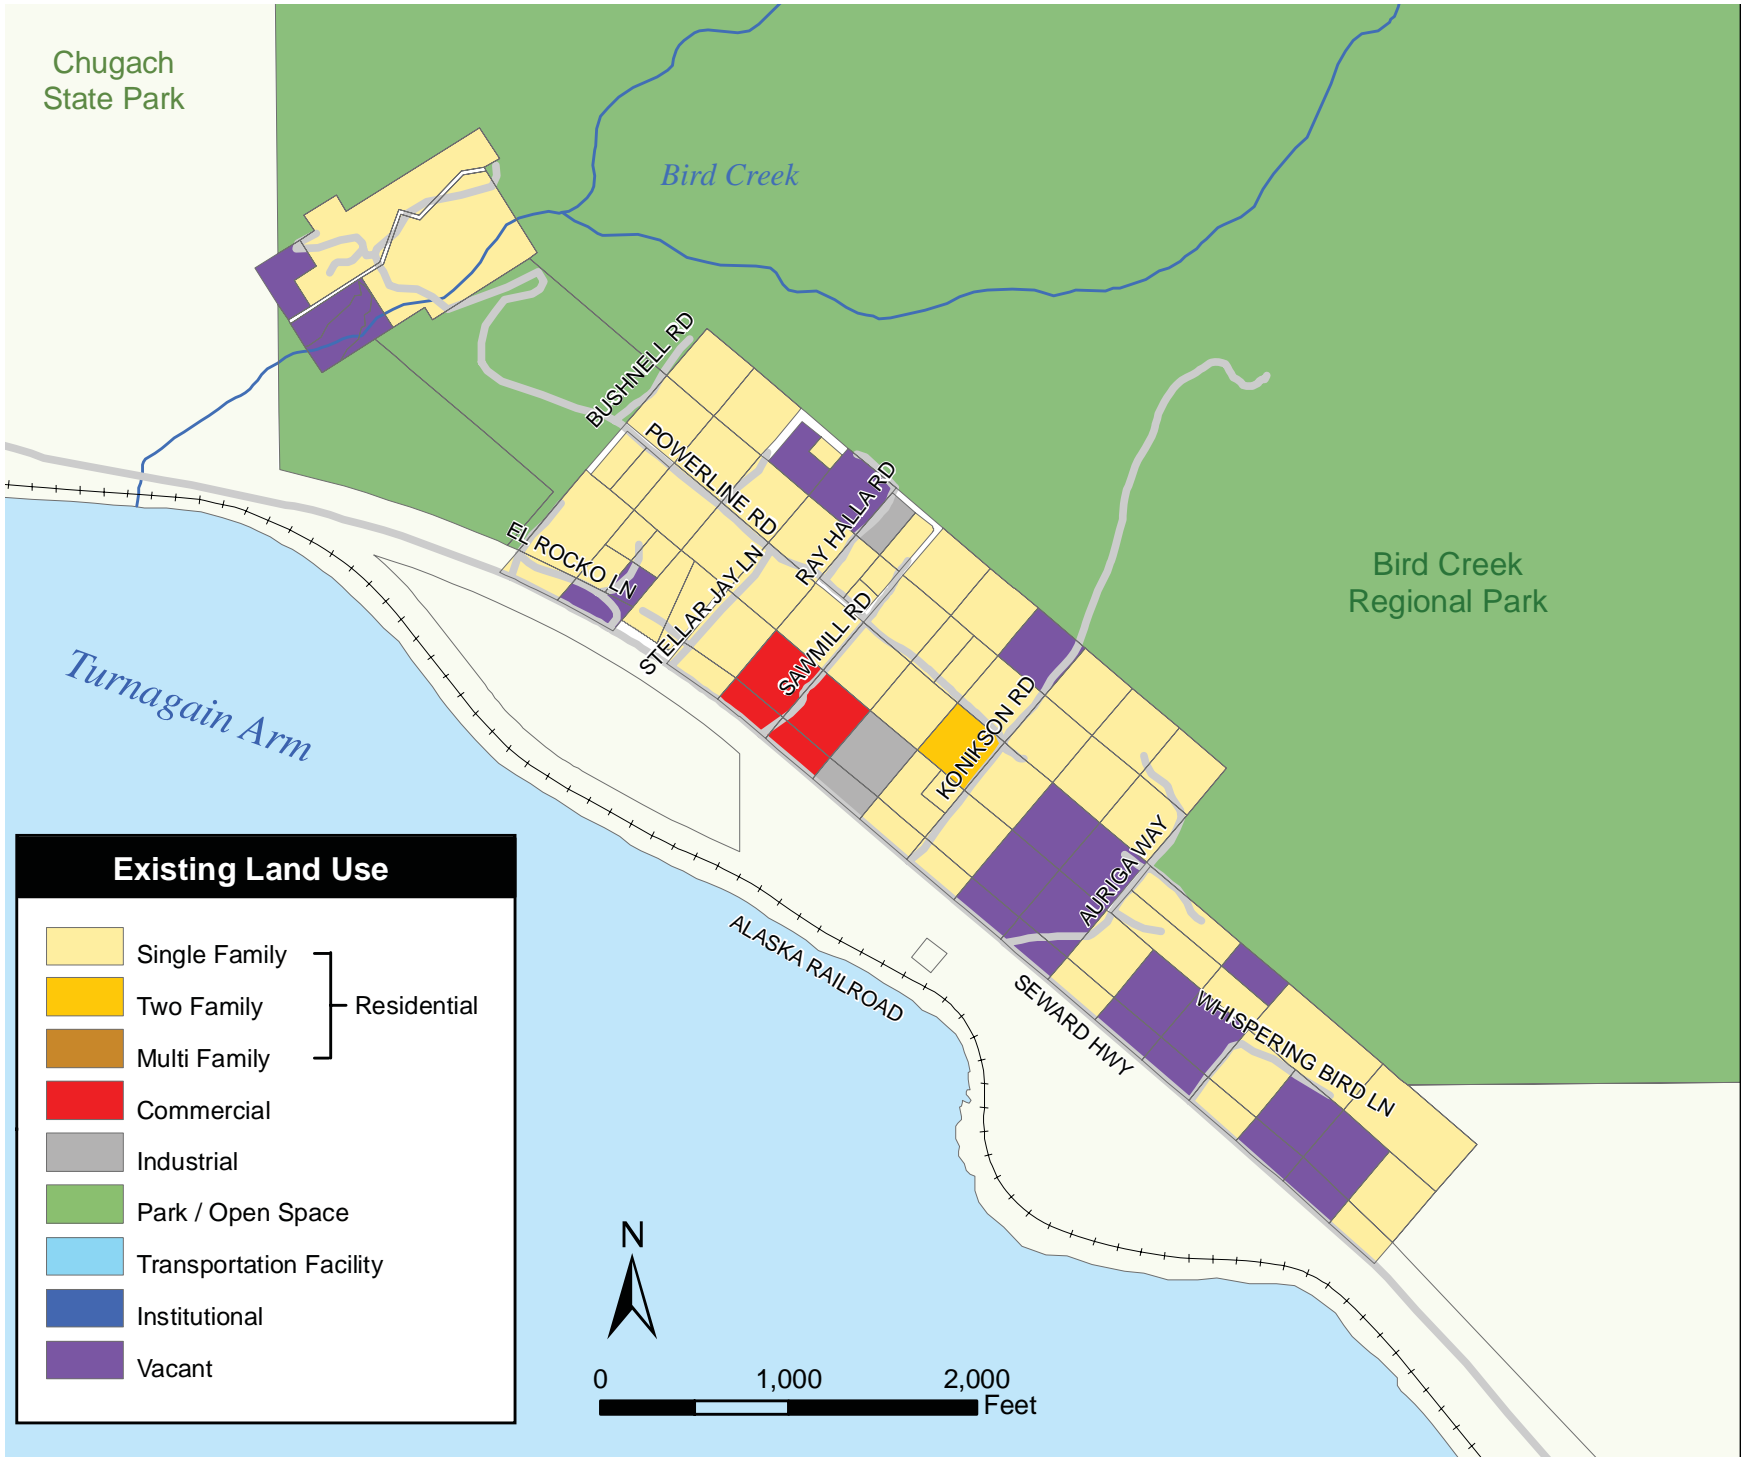 Chugach
State Park
Bird Creek
BUSHNELL RD
POWERLINE RD
RAY HALLA RD
EL ROCKO LN
STELLAR JAY LN
SAWMILL RD
KONIKSON RD
Bird Creek
Regional Park
Turnagain Arm
AURIGA WAY
ALASKA RAILROAD
SEWARD HWY
WHISPERING BIRD LN
Existing Land Use
Single Family
Two Family
Residential
Multi Family
Commercial
Industrial
Park / Open Space
Transportation Facility
Institutional
Vacant
N
0 1,000 2,000
Feet